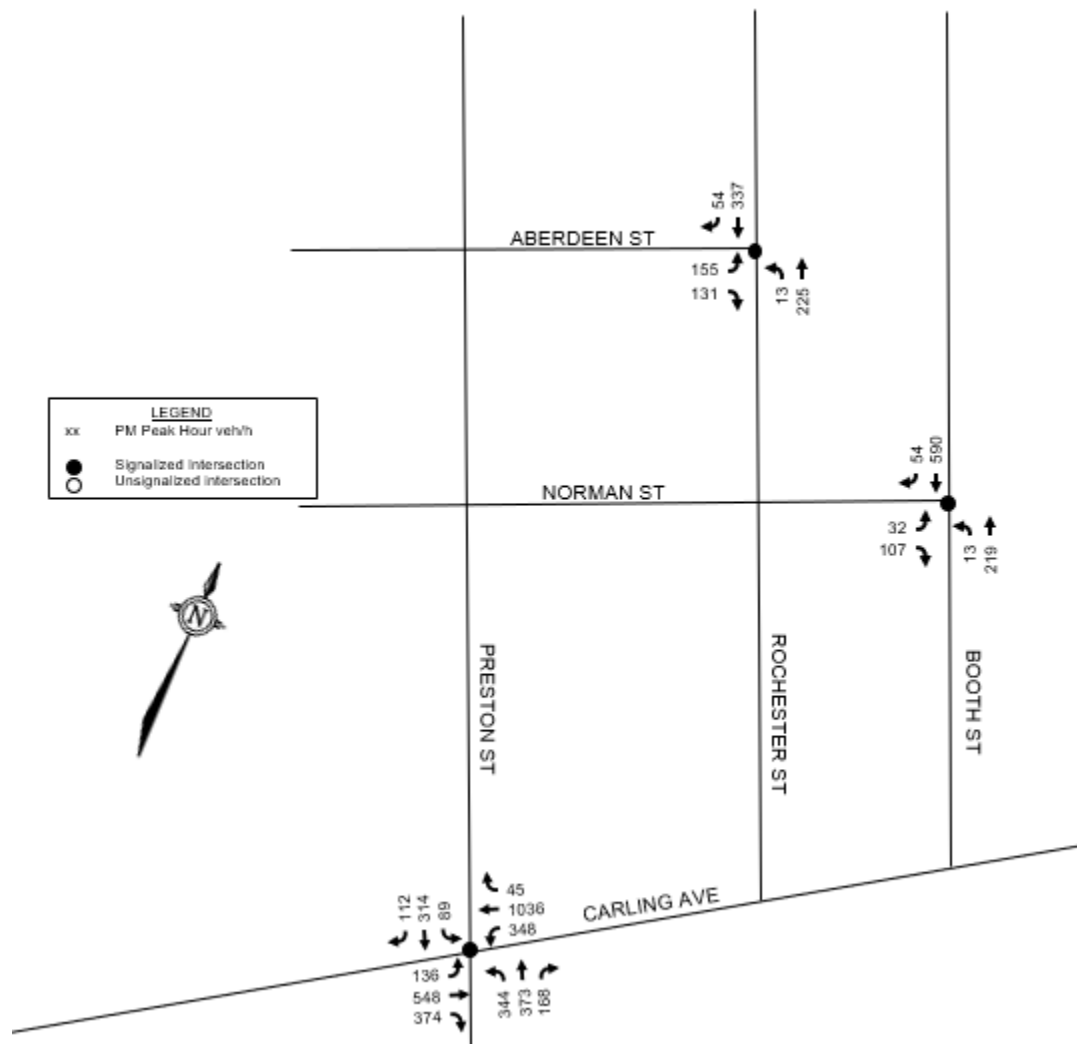 54
337
ABERDEEN ST
155
131
13
225
LEGEND
xx PM Peak Hour veh/h
Signalized Intersection
Unsignalized Intersection
54
590
NORMAN ST
32
107
13
219
N
PRESTON ST
ROCHESTER ST
BOOTH ST
112
314
89
45
1036
348
CARLING AVE
136
548
374
344
373
168